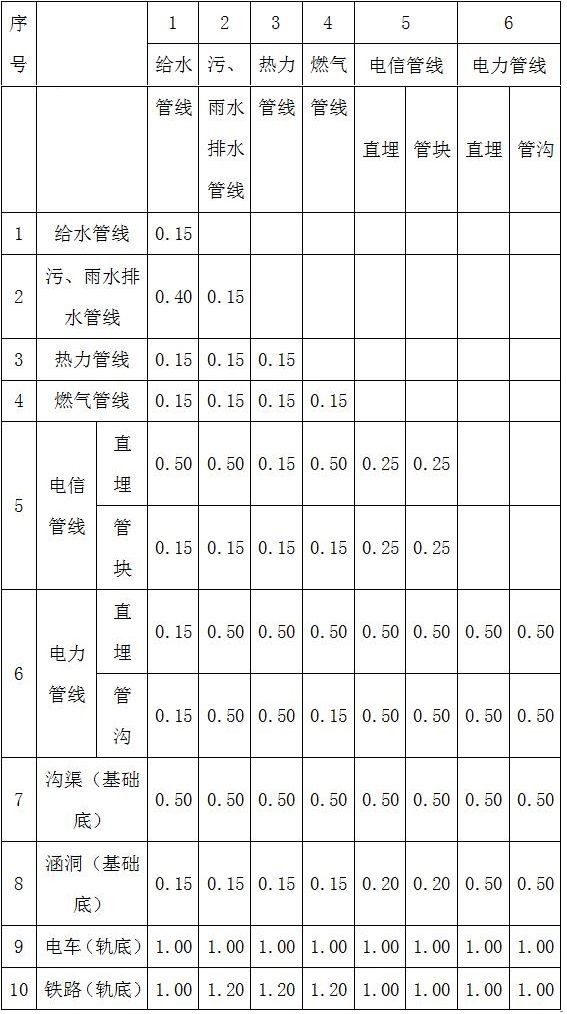 序号 1 2 3 4 5 6
给水管线 污、雨水排水管线 热力管线 燃气管线 电信管线 电力管线
直埋 管块 直埋 管沟
1 给水管线 0.15
2 污、雨水排水管线 0.40 0.15
3 热力管线 0.15 0.15 0.15
4 燃气管线 0.15 0.15 0.15 0.15
5 电信管线 直埋 0.50 0.50 0.15 0.50 0.25 0.25
管块 0.15 0.15 0.15 0.15 0.25 0.25
6 电力管线 直埋 0.15 0.50 0.50 0.50 0.50 0.50 0.50 0.50
管沟 0.15 0.50 0.50 0.15 0.50 0.50 0.50 0.50
7 沟渠（基础底） 0.50 0.50 0.50 0.50 0.50 0.50 0.50 0.50
8 涵洞（基础底） 0.15 0.15 0.15 0.15 0.20 0.20 0.50 0.50
9 电车（轨底） 1.00 1.00 1.00 1.00 1.00 1.00 1.00 1.00
10 铁路（轨底） 1.00 1.20 1.20 1.20 1.00 1.00 1.00 1.00